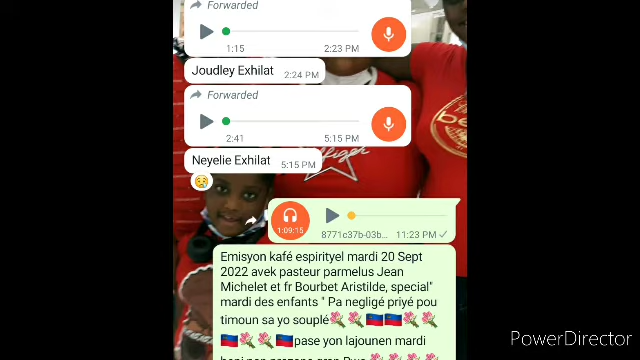 Forwarded
1:15 2:23 PM
Joudley Exhilat 2:24 PM
Forwarded
2:41 5:15 PM
Neyelie Exhilat 5:15 PM
1:09:15 8771c37b-03b... 11:23 PM
Emisyon kafé espirityel mardi 20 Sept
2022 avek pasteur parmelus Jean
Michelet et fr Bourbet Aristilde, special"
mardi des enfants " Pa negligé priyé pou
timoun sa yo souplé
pase yon lajounen mardi
PowerDirector